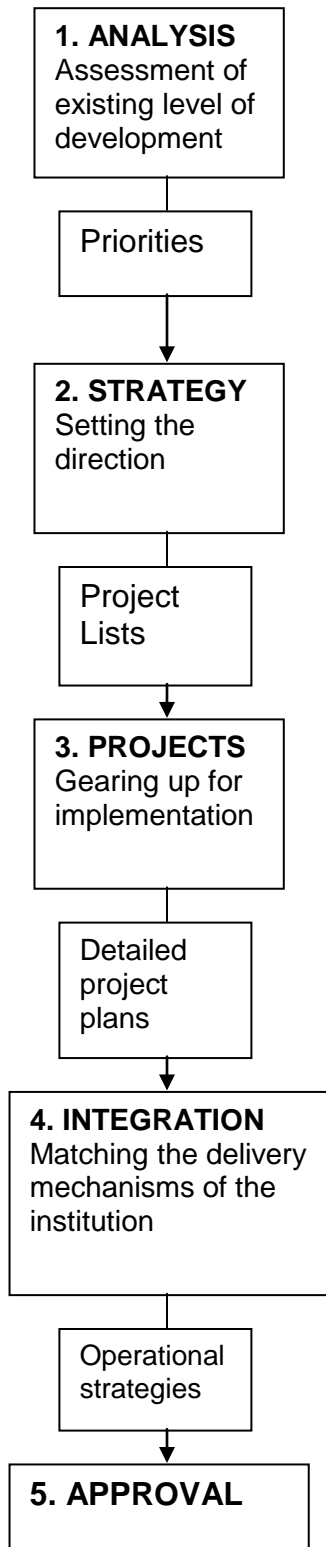 1. ANALYSIS
Assessment of
existing level of
development
Priorities
2. STRATEGY
Setting the
direction
Project
Lists
3. PROJECTS
Gearing up for
implementation
Detailed
project
plans
4. INTEGRATION
Matching the delivery
mechanisms of the
institution
Operational
strategies
5. APPROVAL